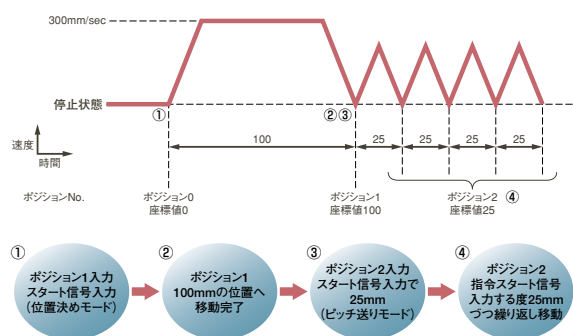 300mm/sec
停止状態
①
②③
速度
時間
100
25
25
25
25
ポジションNo.
ポジション0
座標値0
ポジション1
座標値100
ポジション2 ④
座標値25
①
ポジション1入力
スタート信号入力
(位置決めモード)
②
ポジション1
100mmの位置へ
移動完了
③
ポジション2入力
スタート信号入力で
25mm
(ピッチ送りモード)
④
ポジション2
指令スタート信号
入力する度25mm
づつ繰り返し移動